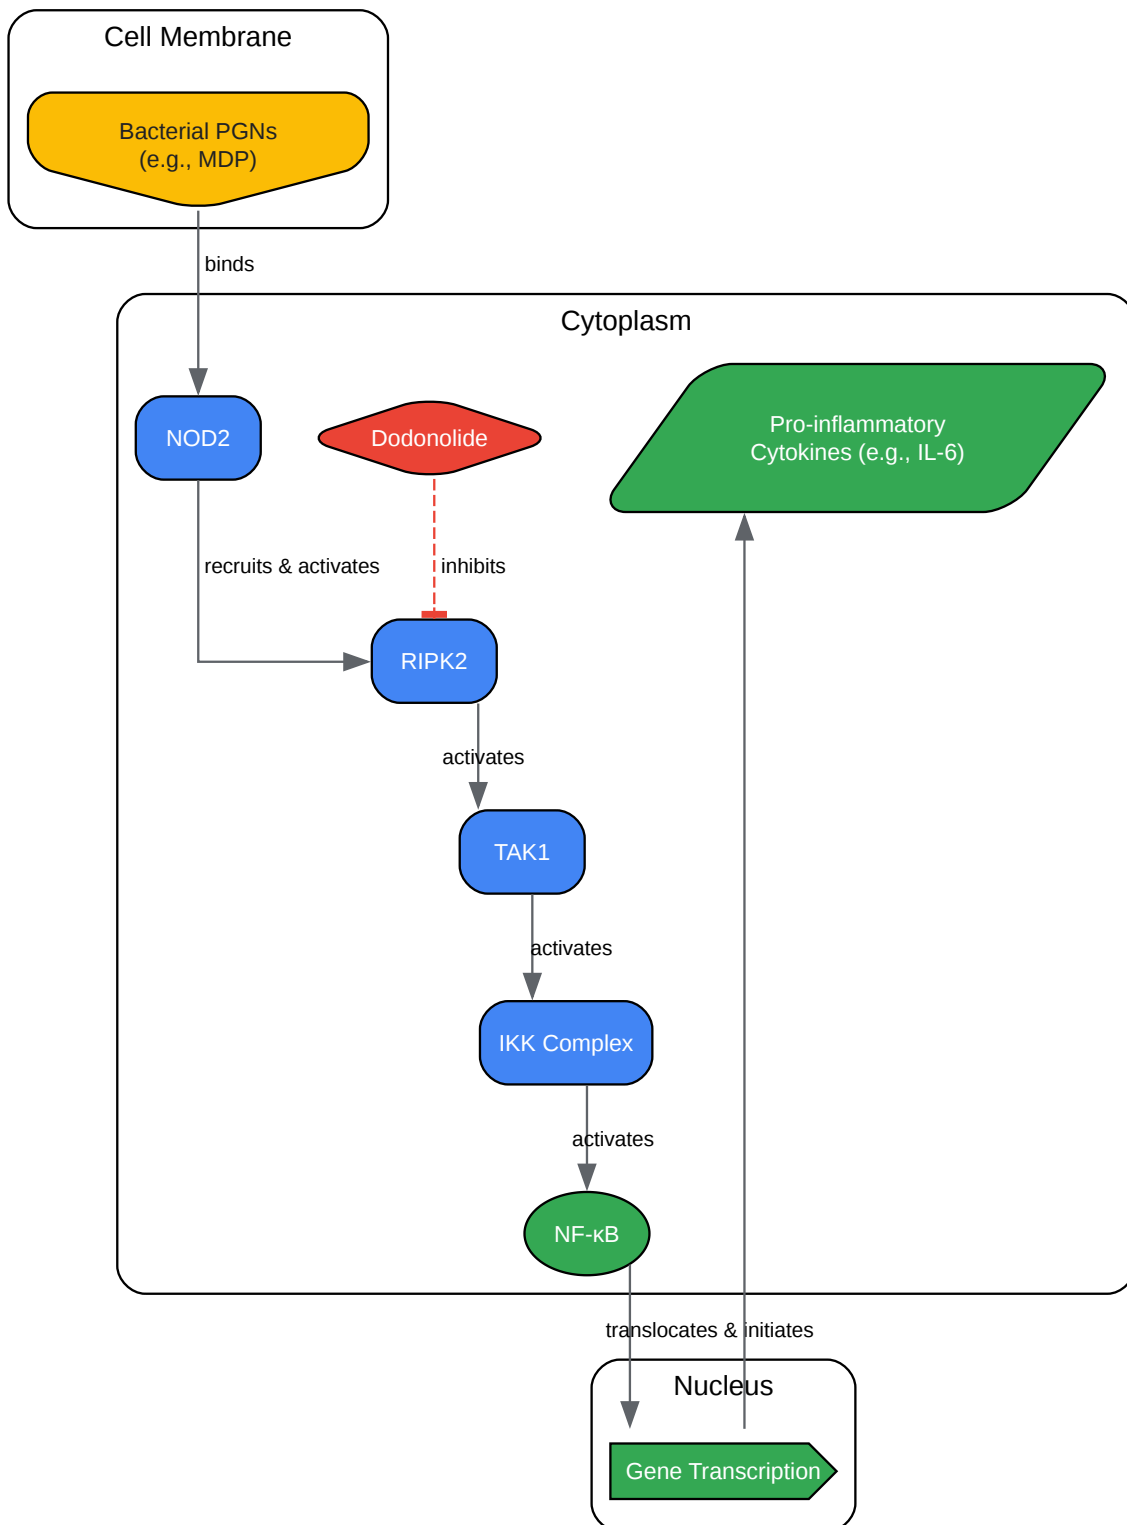 Cell Membrane
Bacterial PGNs
(e.g., MDP)
binds
Cytoplasm
NOD2
Dodonolide
Pro-inflammatory
Cytokines (e.g., IL-6)
recruits & activates
inhibits
RIPK2
activates
TAK1
activates
IKK Complex
activates
NF-κB
translocates & initiates
Nucleus
Gene Transcription